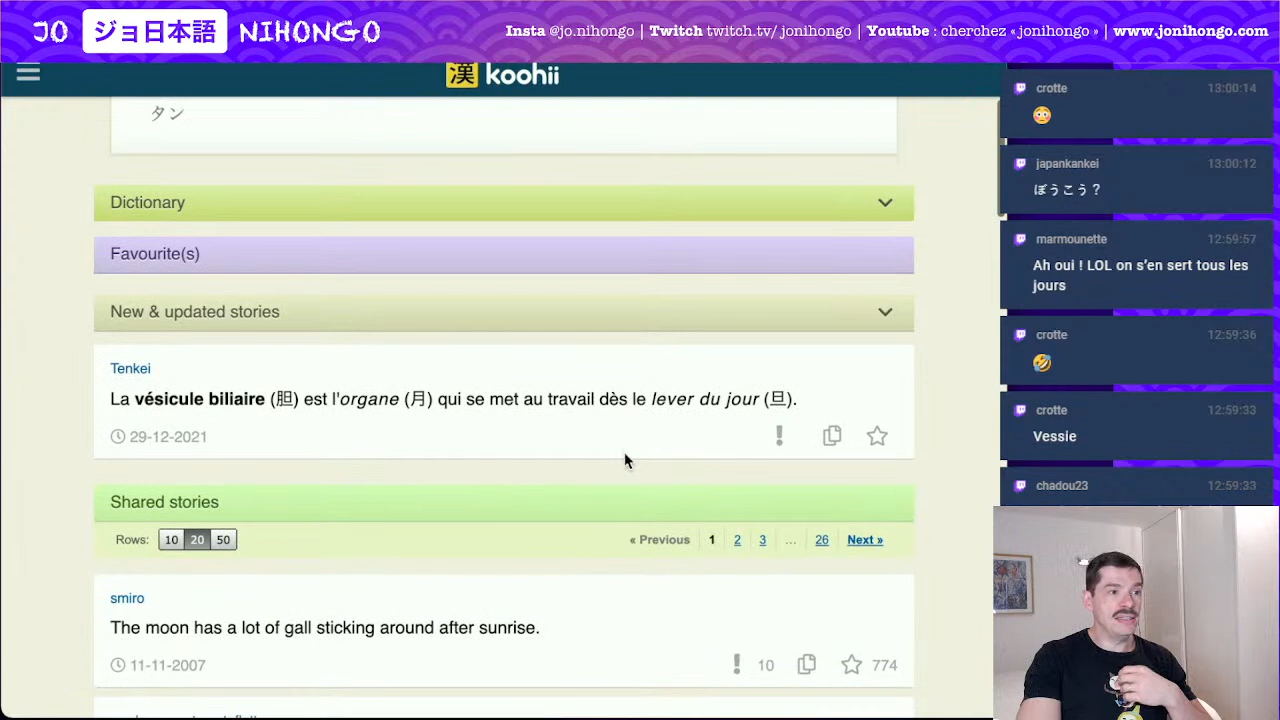 JO ジョ日本語 NIHONGO
Insta @jo.nihongo | Twitch twitch.tv/ jonihongo | Youtube : cherchez « jonihongo » | www.jonihongo.com
漢 koohii
タン
Dictionary
Favourite(s)
New & updated stories
Tenkei
La vésicule biliaire (胆) est l'organe (月) qui se met au travail dès le lever du jour (旦).
29-12-2021
Shared stories
Rows: 10 20 50
« Previous 1 2 3 ... 26 Next »
smiro
The moon has a lot of gall sticking around after sunrise.
11-11-2007
10
774
crotte 13:00:14
😳
japankankei 13:00:12
ぼうこう？
marmounette 12:59:57
Ah oui ! LOL on s’en sert tous les
jours
crotte 12:59:36
🤣
crotte 12:59:33
Vessie
chadou23 12:59:33